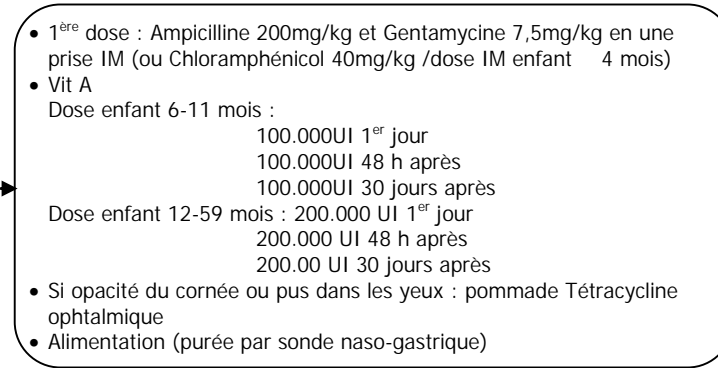 • 1ère dose : Ampicilline 200mg/kg et Gentamycine 7,5mg/kg en une
prise IM (ou Chloramphénicol 40mg/kg /dose IM enfant 4 mois)
• Vit A
Dose enfant 6-11 mois :
100.000UI 1er jour
100.000UI 48 h après
100.000UI 30 jours après
Dose enfant 12-59 mois : 200.000 UI 1er jour
200.000 UI 48 h après
200.00 UI 30 jours après
• Si opacité du cornée ou pus dans les yeux : pommade Tétracycline
ophtalmique
• Alimentation (purée par sonde naso-gastrique)